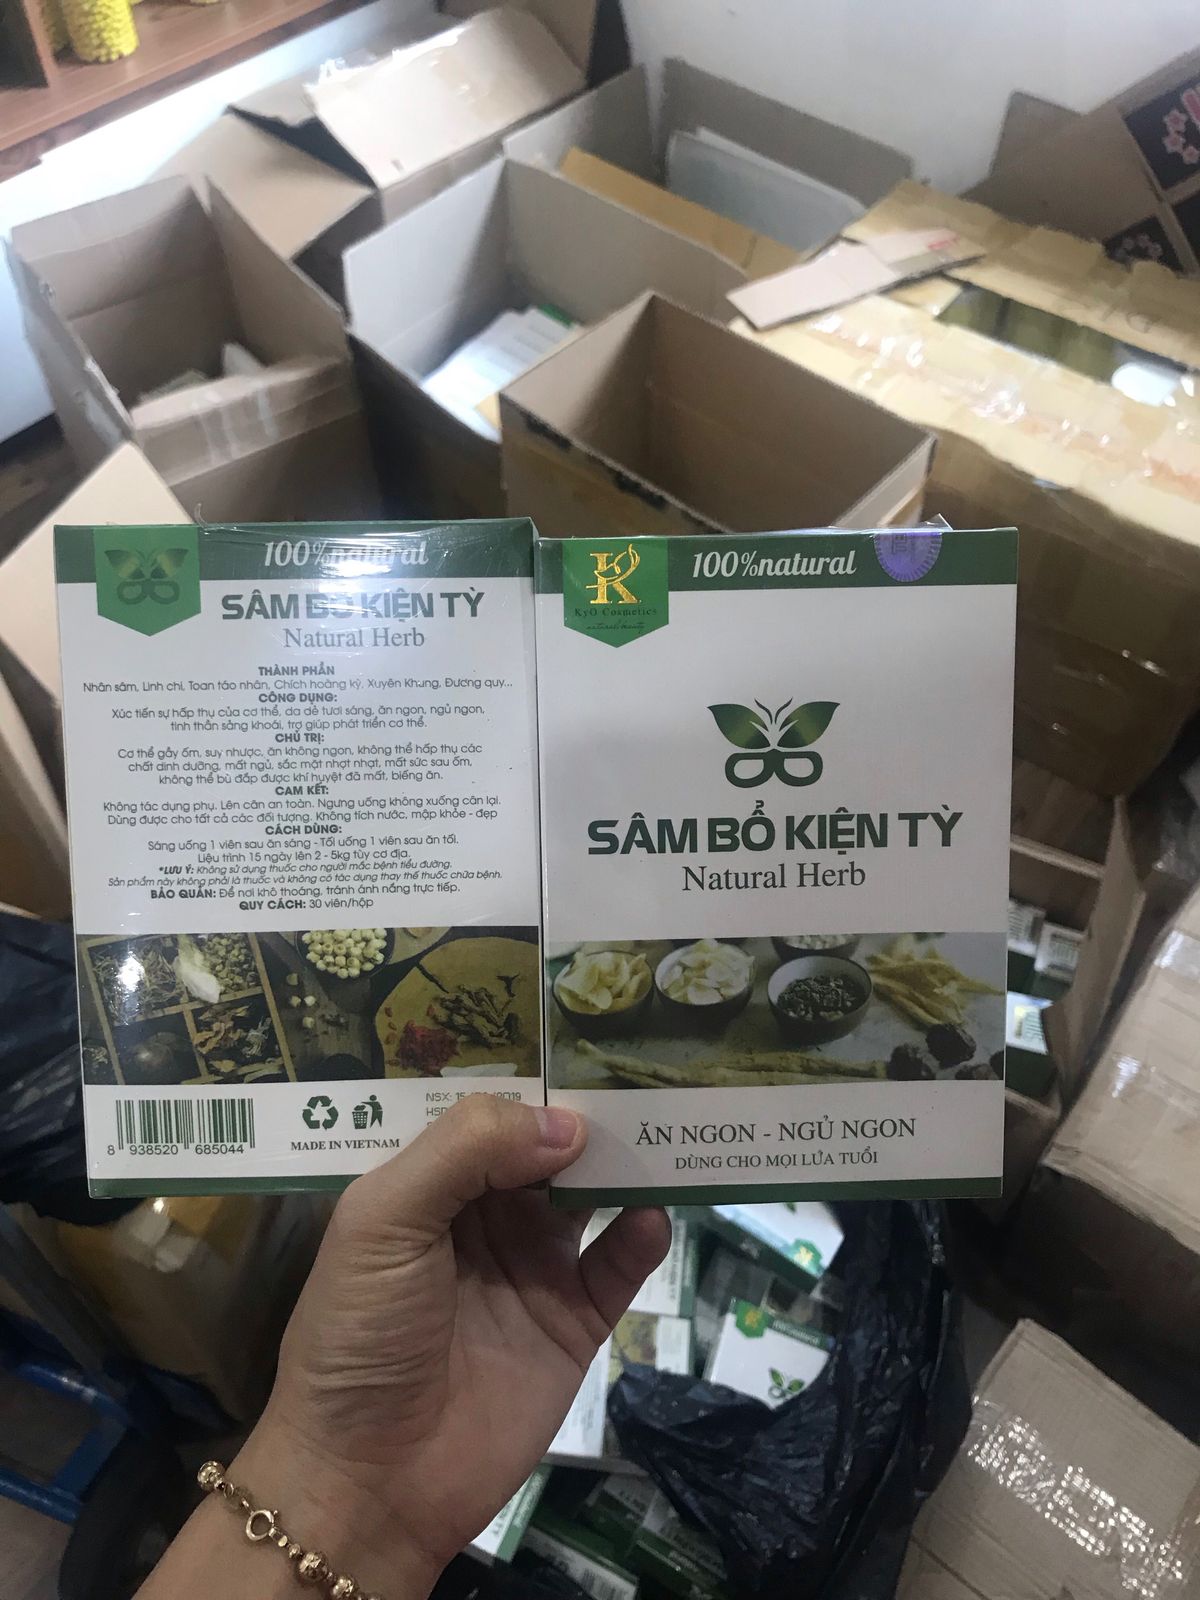 100%natural
SÂM BỔ KIỆN TỲ
Natural Herb
THÀNH PHẦN
Nhân sâm, Linh chi, Toan táo nhân, Chích hoàng kỳ, Xuyên Khung, Đương quy...
CÔNG DỤNG:
Xúc tiến sự hấp thụ của cơ thể, da dẻ tươi sáng, ăn ngon, ngủ ngon,
tinh thần sảng khoái, trợ giúp phát triển cơ thể.
CHỦ TRỊ:
Cơ thể gầy ốm, suy nhược, ăn không ngon, không thể hấp thụ các
chất dinh dưỡng, mất ngủ, sắc mặt nhợt nhạt, mất sức sau ốm,
không thể bù đắp được khí huyệt đã mất, biếng ăn.
CAM KẾT:
Không tác dụng phụ. Lên cân an toàn. Ngưng uống không xuống cân lại.
Dùng được cho tất cả các đối tượng. Không tích nước, mập khỏe - đẹp
CÁCH DÙNG:
Sáng uống 1 viên sau ăn sáng - Tối uống 1 viên sau ăn tối.
Liệu trình 15 ngày lên 2 - 5kg tùy cơ địa.
*LƯU Ý: Không sử dụng thuốc cho người mắc bệnh tiểu đường.
Sản phẩm này không phải là thuốc và không có tác dụng thay thế thuốc chữa bệnh.
BẢO QUẢN: Để nơi khô thoáng, tránh ánh nắng trực tiếp.
QUY CÁCH: 30 viên/hộp
8 938520 685044
MADE IN VIETNAM
NSX: 15
2019
HSD
K
KyO Cosmetics
natural beauty
100%natural
SÂM BỔ KIỆN TỲ
Natural Herb
ĂN NGON - NGỦ NGON
DÙNG CHO MỌI LỨA TUỔI